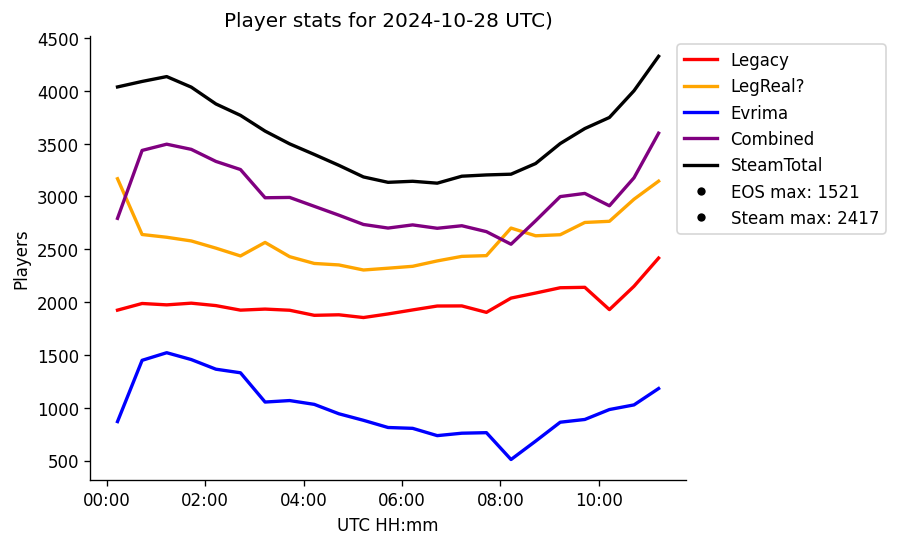 Player stats for 2024-10-28 UTC)
4500
4000
3500
3000
2500
2000
1500
1000
500
Players
00:00
02:00
04:00
06:00
08:00
10:00
UTC HH:mm
Legacy
LegReal?
Evrima
Combined
SteamTotal
EOS max: 1521
Steam max: 2417